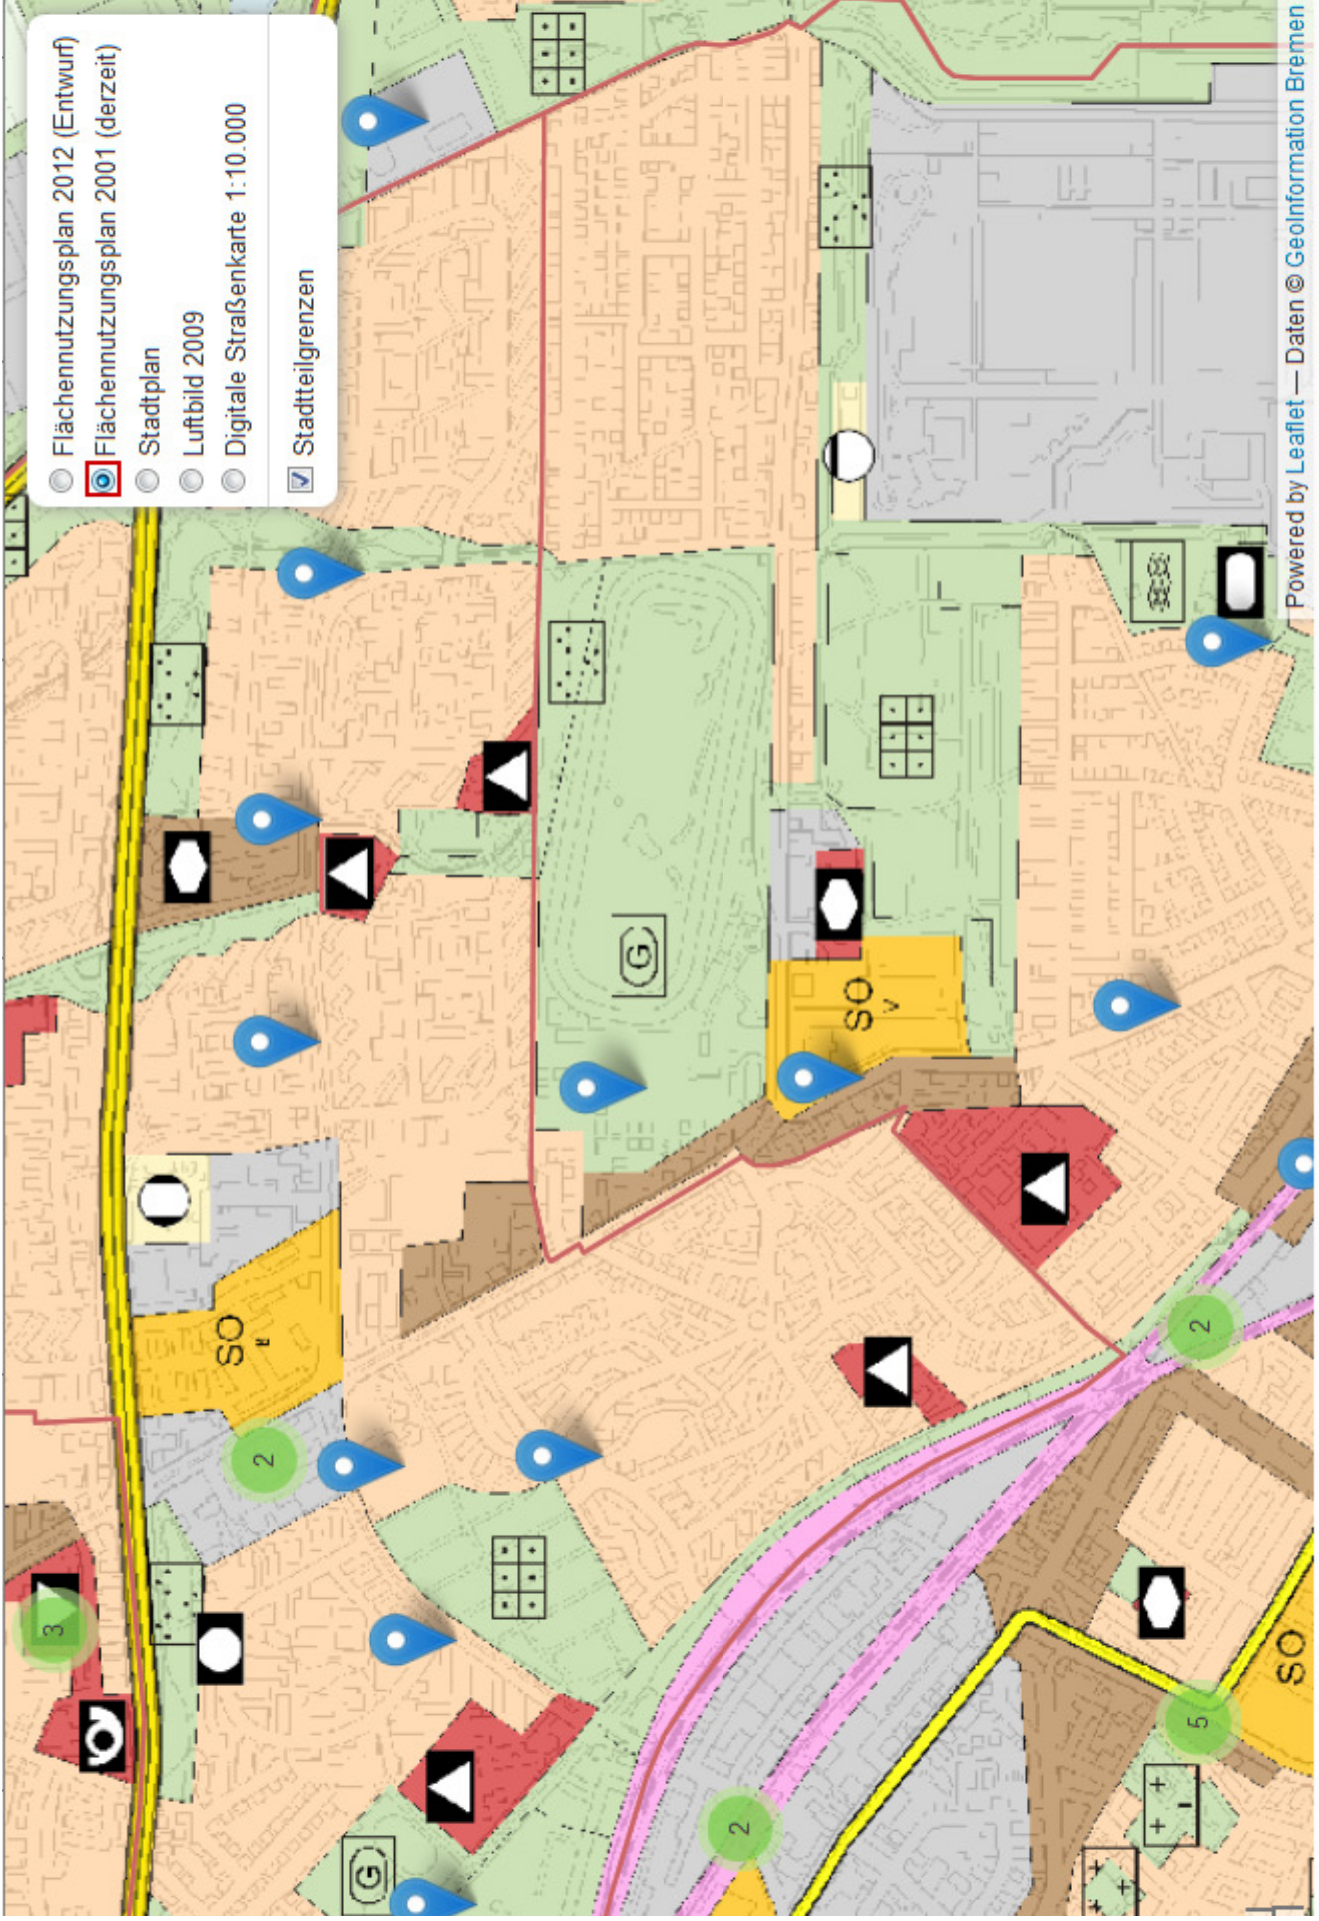 Flächennutzungsplan 2012 (Entwurf)
Flächennutzungsplan 2001 (derzeit)
Stadtplan
Luftbild 2009
Digitale Straßenkarte 1:10.000
Stadtteilgrenzen
3
2
SO
G
2
G
SO
V
5
2
SO
Powered by Leaflet — Daten © GeoInformation Bremen